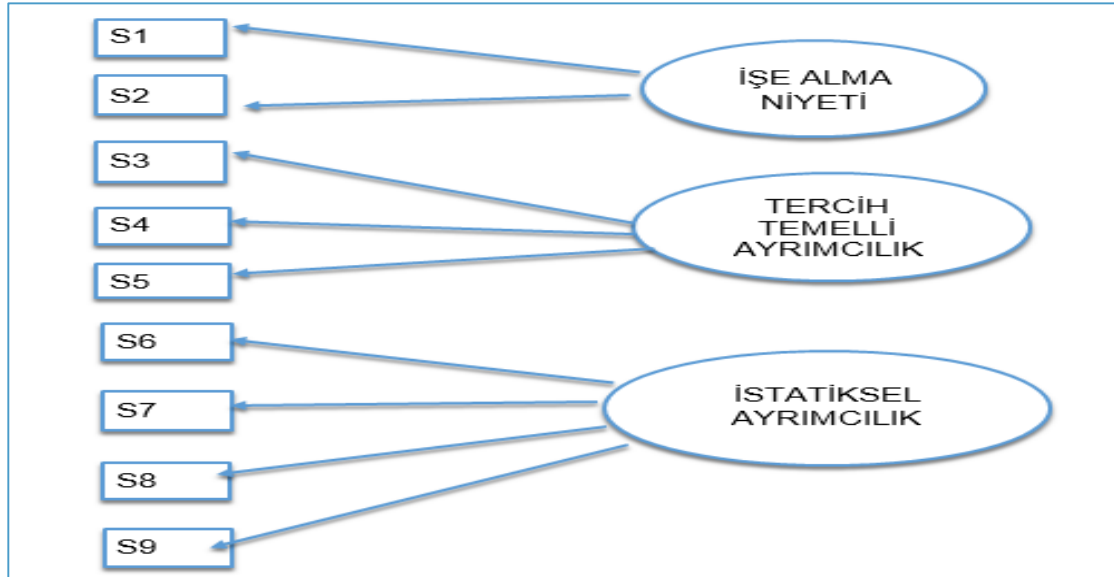 S1
S2
S3
S4
S5
S6
S7
S8
S9
İŞE ALMA
NİYETİ
TERCİH
TEMELLİ
AYRIMCILIK
İSTATİKSEL
AYRIMCILIK